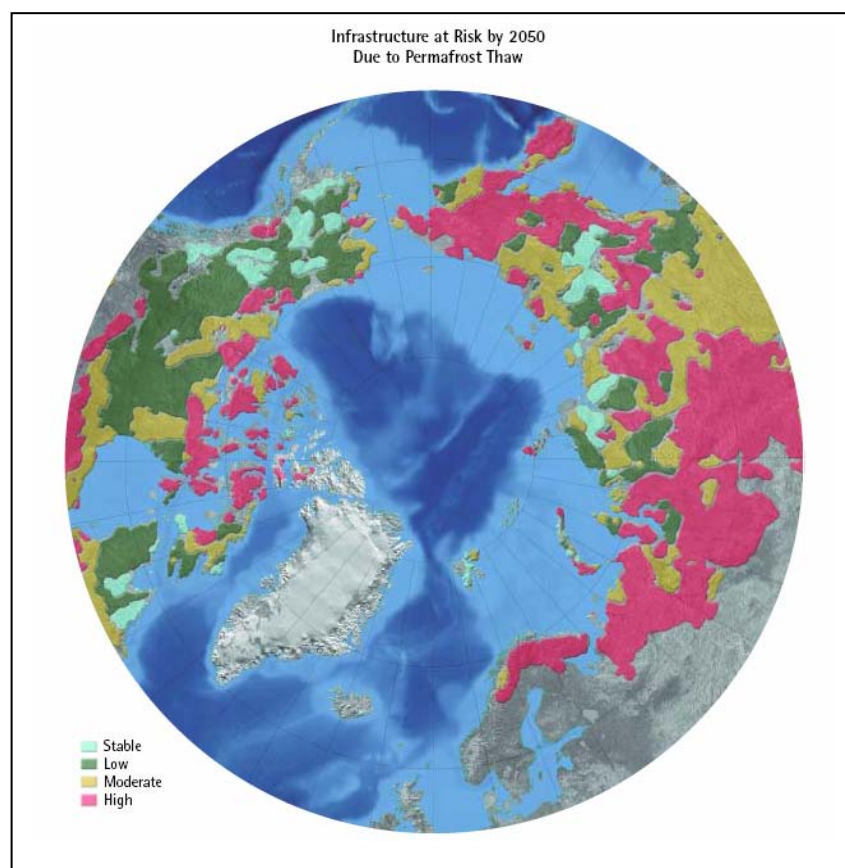 Infrastructure at Risk by 2050
Due to Permafrost Thaw
Stable
Low
Moderate
High